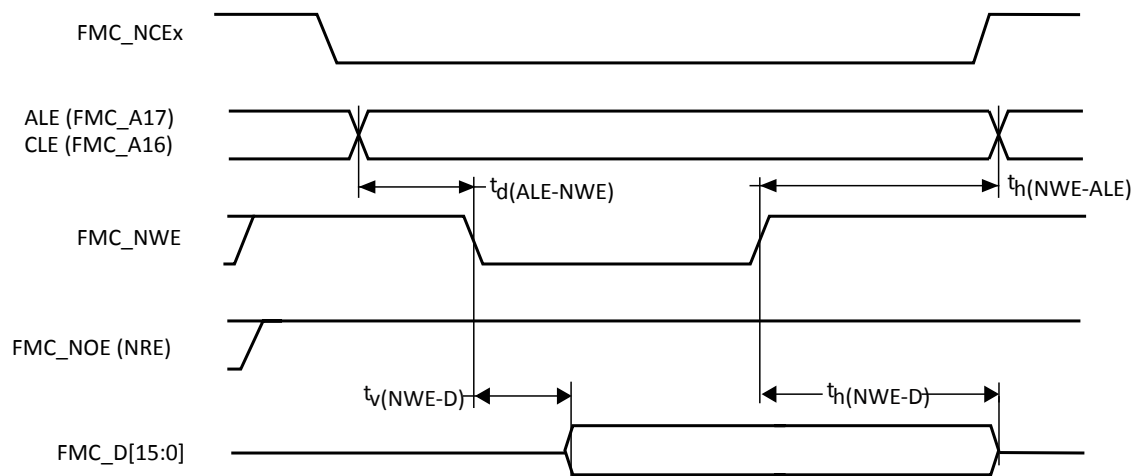 FMC_NCEx
ALE (FMC_A17)
CLE (FMC_A16)
td(ALE-NWE)
th(NWE-ALE)
FMC_NWE
FMC_NOE (NRE)
tv(NWE-D)
th(NWE-D)
FMC_D[15:0]